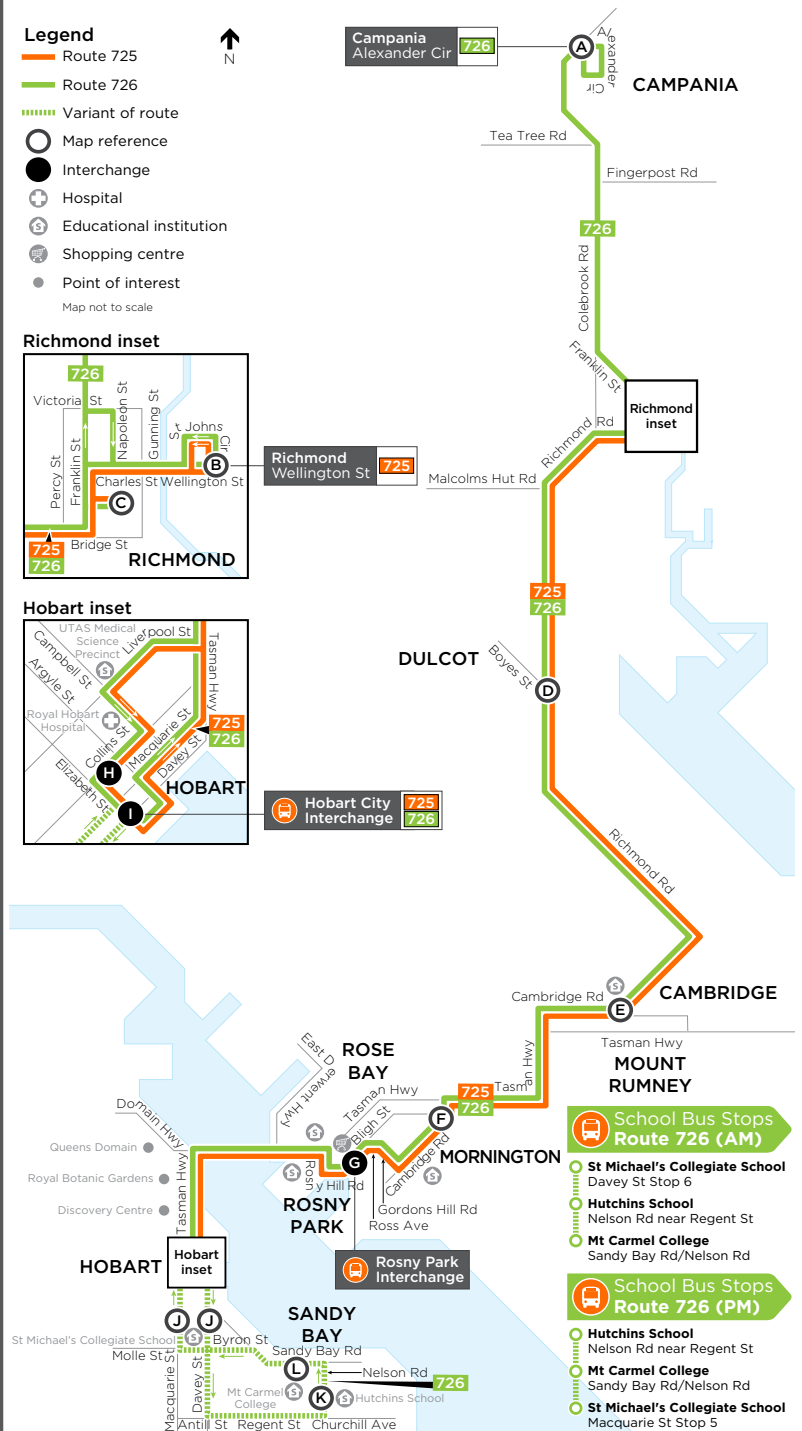 Legend
Route 725
Route 726
Variant of route
Map reference
Interchange
Hospital
Educational institution
Shopping centre
Point of interest
Map not to scale
N
Campania
Alexander Cir
726
A
Alexander
Cir
CAMPANIA
Tea Tree Rd
Fingerpost Rd
726
Colebrook Rd
Franklin St
Richmond
inset
Richmond Rd
Malcolms Hut Rd
725
726
DULCOT
Boyes St
D
Richmond Rd
Richmond inset
726
Victoria St
Napoleon St
Gunning St
St Johns
Cir
Percy St
Franklin St
B
Charles St
Wellington St
C
725
726
Bridge St
RICHMOND
Richmond
Wellington St
725
Hobart inset
UTAS Medical
Science
Precinct
Liverpool St
Campbell St
Argyle St
Tasman Hwy
Royal Hobart
Hospital
Collins St
Macquarie St
Davey St
725
726
H
Elizabeth St
HOBART
I
Hobart City
Interchange
725
726
Cambridge Rd
E
CAMBRIDGE
Tasman Hwy
MOUNT
RUMNEY
Tasman Hwy
725
726
ROSE
BAY
East Derwent Hwy
Tasman Hwy
Bligh St
F
MORNINGTON
Cambridge Rd
G
Domain Hwy
Queens Domain
Royal Botanic Gardens
Discovery Centre
Tasman Hwy
Rosny Hill Rd
ROSNY
PARK
Gordons Hill Rd
Ross Ave
Rosny Park
Interchange
HOBART
Hobart
inset
J
J
SANDY
BAY
St Michael's Collegiate School
Byron St
Molle St
Sandy Bay Rd
L
Nelson Rd
726
Mt Carmel
College
K
Hutchins School
Macquarie St
Davey St
Antill St
Regent St
Churchill Ave
School Bus Stops
Route 726 (AM)
St Michael's Collegiate School
Davey St Stop 6
Hutchins School
Nelson Rd near Regent St
Mt Carmel College
Sandy Bay Rd/Nelson Rd
School Bus Stops
Route 726 (PM)
Hutchins School
Nelson Rd near Regent St
Mt Carmel College
Sandy Bay Rd/Nelson Rd
St Michael's Collegiate School
Macquarie St Stop 5